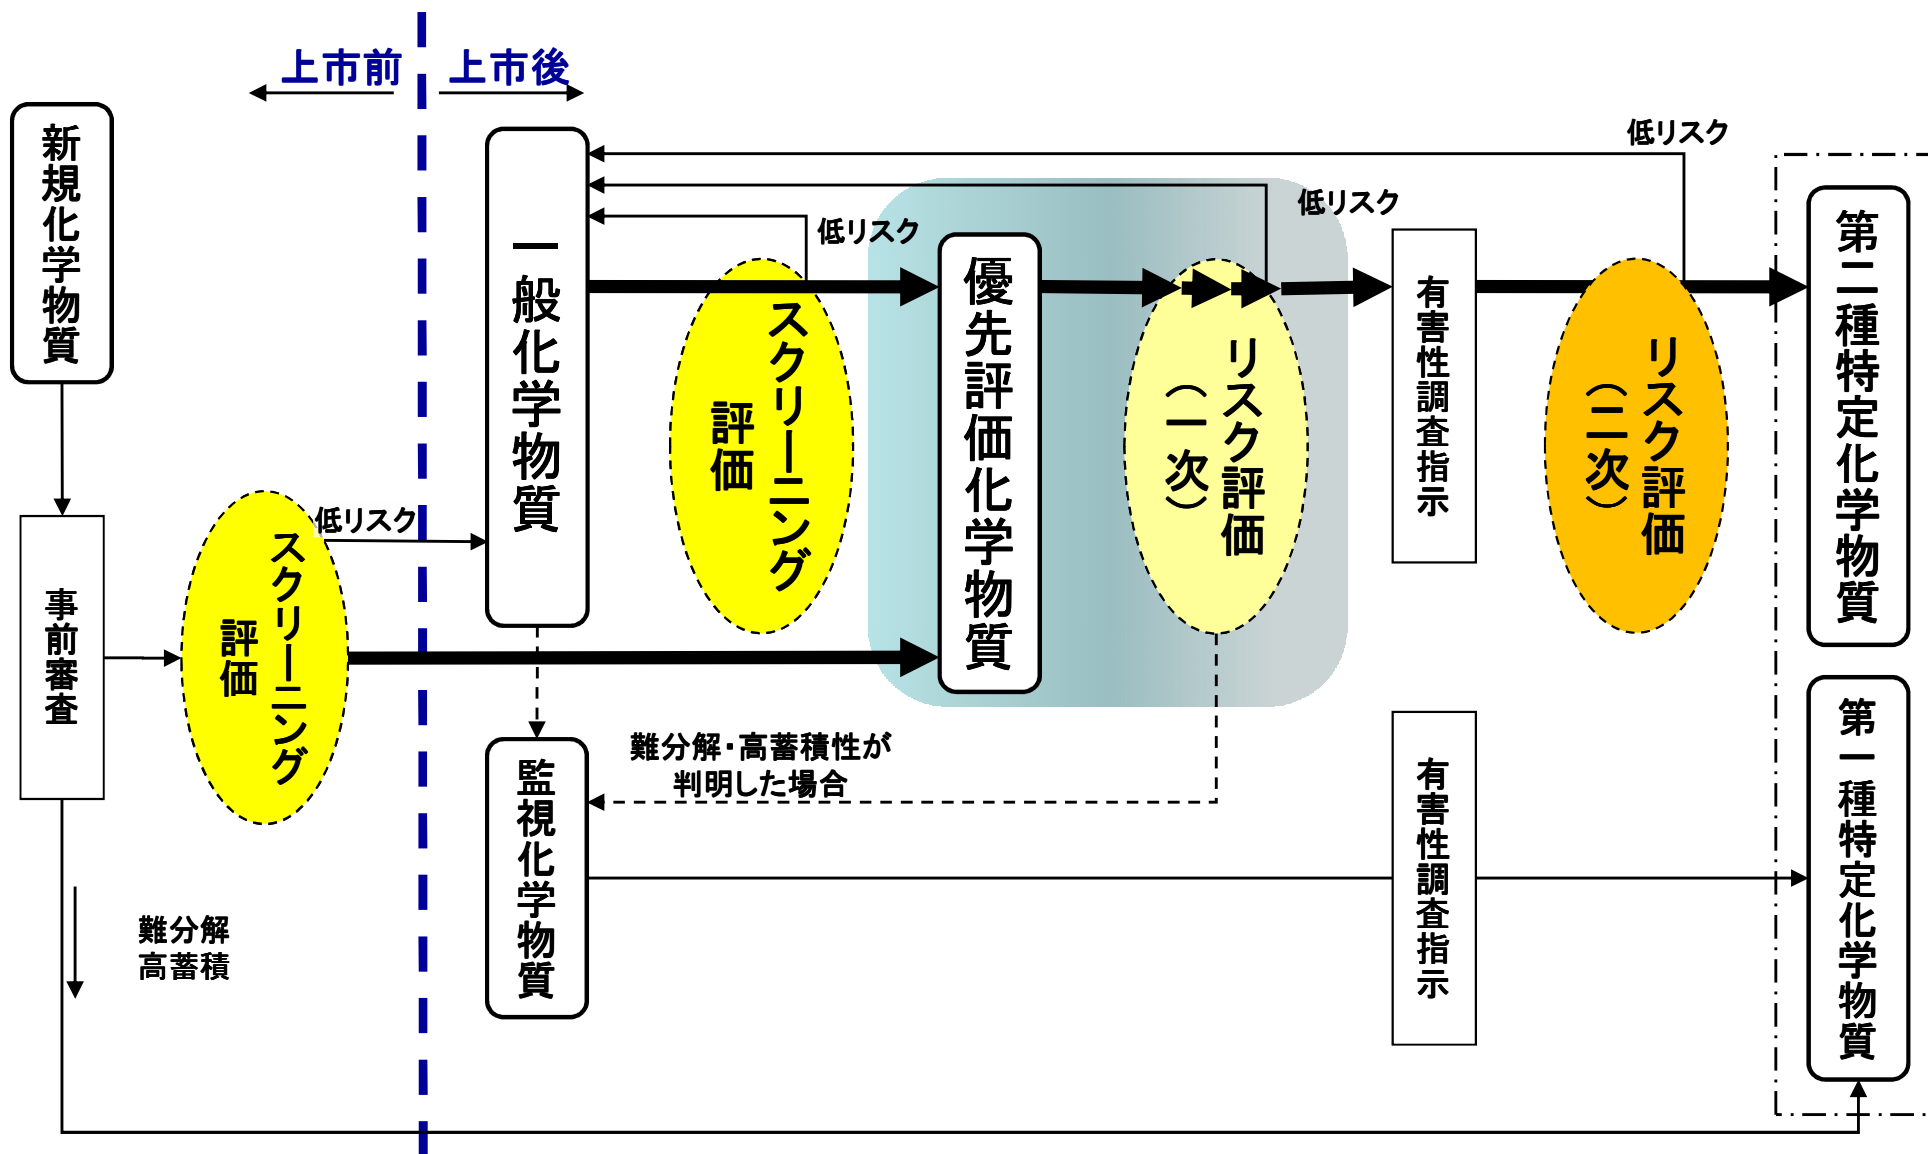 上市前
上市後
新規化学物質
事前審査
スクリーニング
評価
低リスク
難分解
高蓄積
一般化学物質
監視化学物質
低リスク
スクリーニング
評価
優先評価化学物質
難分解・高蓄積性が
判明した場合
低リスク
リスク評価
（一次）
有害性調査指示
有害性調査指示
低リスク
リスク評価
（二次）
第二種特定化学物質
第一種特定化学物質